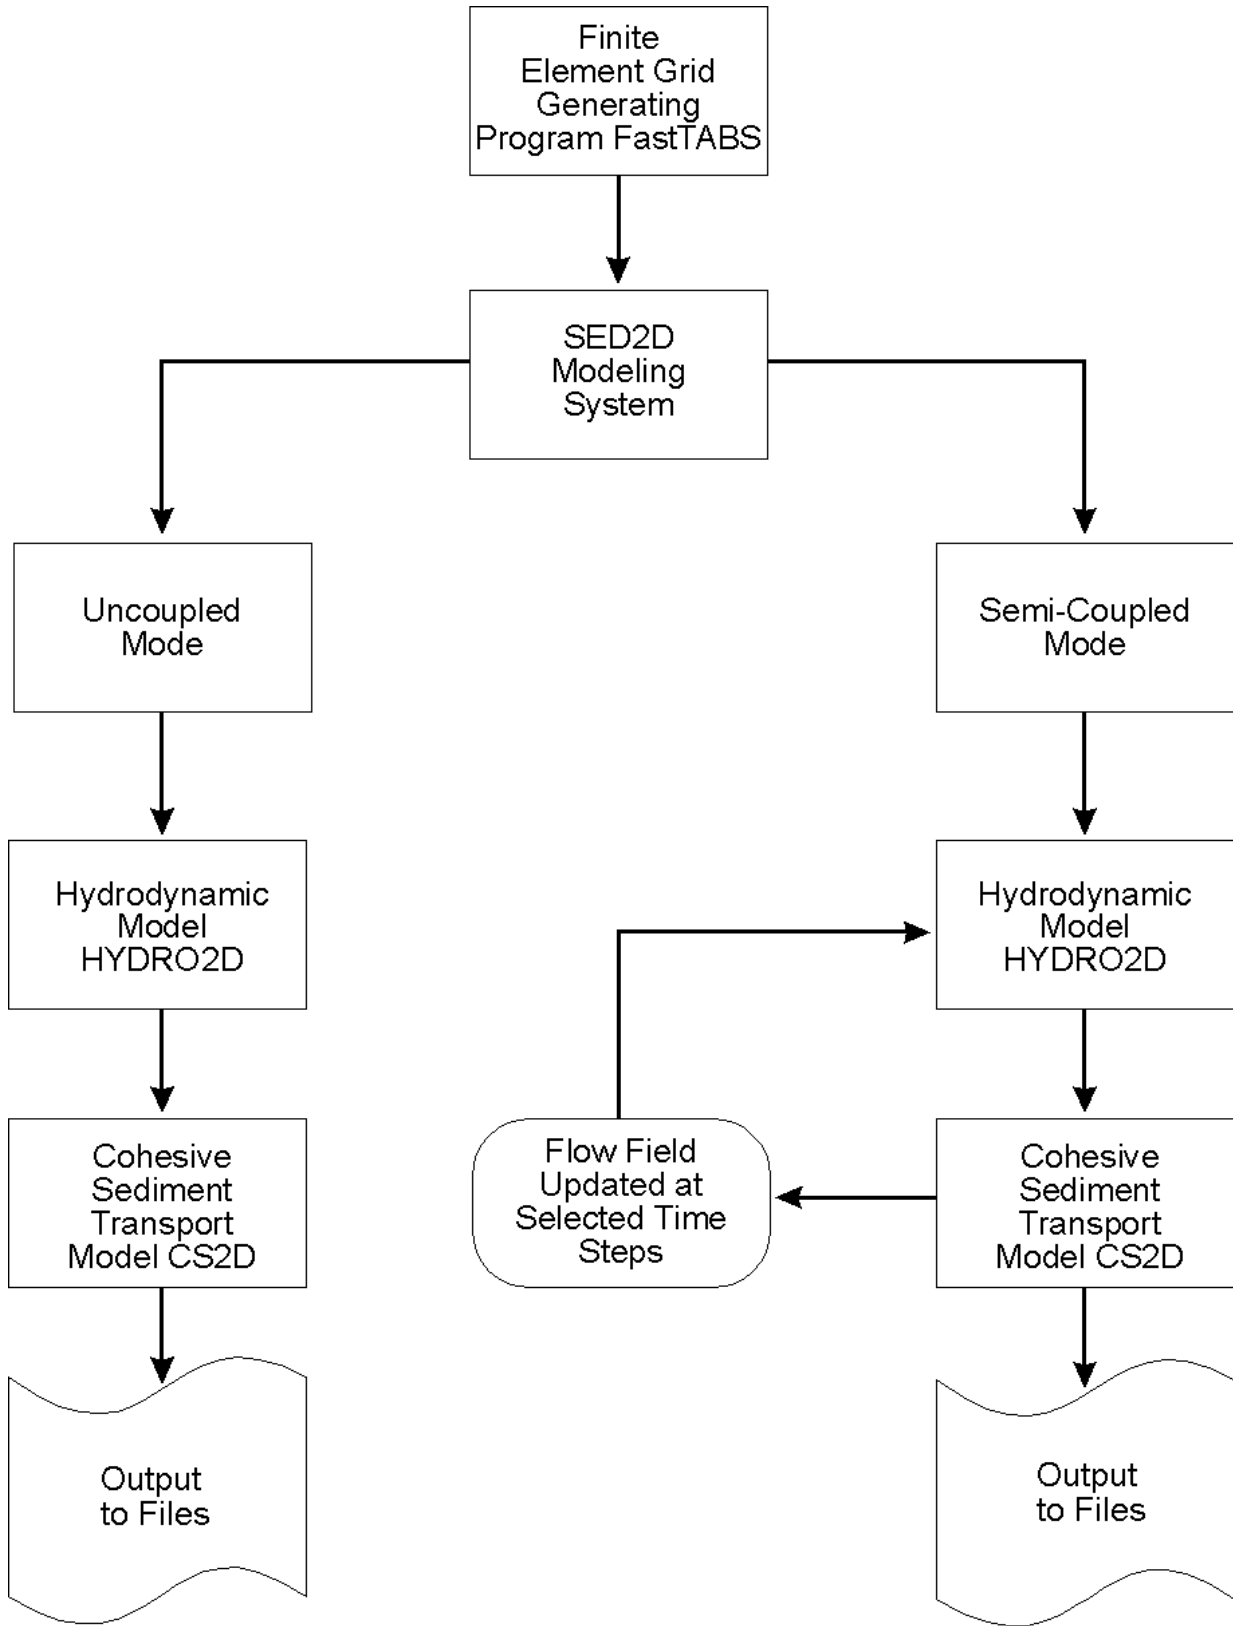 Finite
Element Grid
Generating
Program FastTABS
SED2D
Modeling
System
Uncoupled
Mode
Semi-Coupled
Mode
Hydrodynamic
Model
HYDRO2D
Hydrodynamic
Model
HYDRO2D
Cohesive
Sediment
Transport
Model CS2D
Flow Field
Updated at
Selected Time
Steps
Cohesive
Sediment
Transport
Model CS2D
Output
to Files
Output
to Files